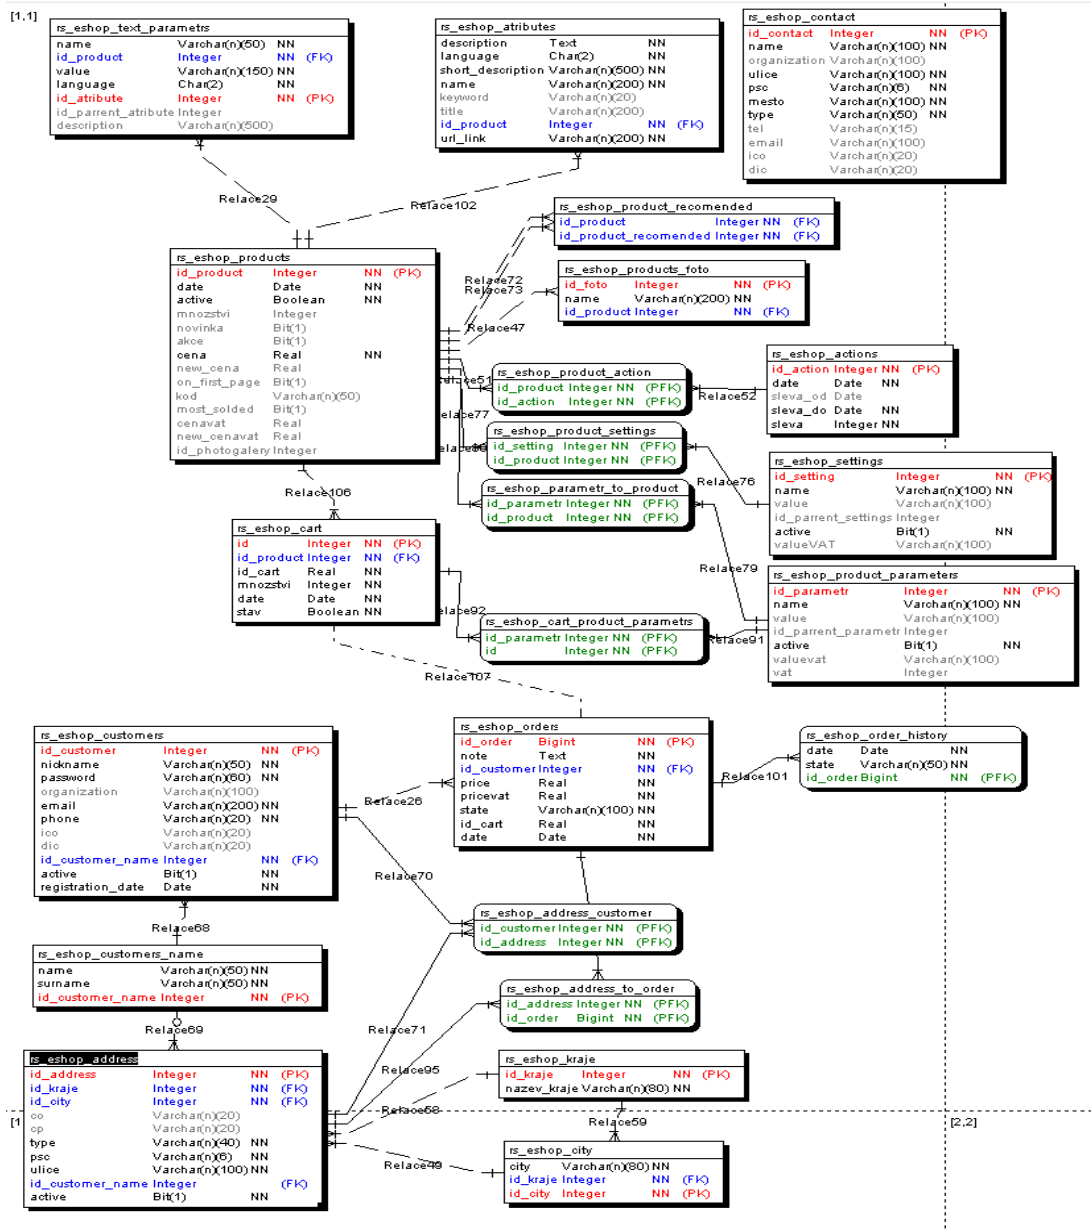 [1,1]
rs_eshop_text_parametrs
name Varchar(n)(50) NN
id_product Integer NN (FK)
value Varchar(n)(150) NN
language Char(2) NN
id_atribute Integer NN (PK)
id_parrent_atribute Integer
description Varchar(n)(500)
rs_eshop_atributes
description Text NN
language Char(2) NN
short_description Varchar(n)(500) NN
name Varchar(n)(200) NN
keyword Varchar(n)(20)
title Varchar(n)(200)
id_product Integer NN (FK)
url_link Varchar(n)(200) NN
rs_eshop_contact
id_contact Integer NN (PK)
name Varchar(n)(100) NN
organization Varchar(n)(100)
ulice Varchar(n)(100) NN
psc Varchar(n)(6) NN
mesto Varchar(n)(100) NN
type Varchar(n)(50) NN
tel Varchar(n)(15)
email Varchar(n)(100)
ico Varchar(n)(20)
dic Varchar(n)(20)
Relace29
Relace102
rs_eshop_product_recomended
id_product Integer NN (FK)
id_product_recomended Integer NN (FK)
rs_eshop_products
id_product Integer NN (PK)
date Date NN
active Boolean NN
mnozstvi Integer
novinka Bit(1)
akce Bit(1)
cena Real NN
new_cena Real
on_first_page Bit(1)
kod Varchar(n)(50)
most_solded Bit(1)
cenavat Real
new_cenavat Real
id_photogalery Integer
Relace72
Relace73
Relace47
rs_eshop_products_foto
id_foto Integer NN (PK)
name Varchar(n)(200) NN
id_product Integer NN (FK)
rs_eshop_product_action
id_product Integer NN (PFK)
id_action Integer NN (PFK)
Relace52
rs_eshop_actions
id_action Integer NN (PK)
date Date NN
sleva_od Date
sleva_do Date NN
sleva Integer NN
elace77
rs_eshop_product_settings
id_setting Integer NN (PFK)
id_product Integer NN (PFK)
Relace76
rs_eshop_settings
id_setting Integer NN (PK)
name Varchar(n)(100) NN
value Varchar(n)(100)
id_parrent_settings Integer
active Bit(1) NN
valueVAT Varchar(n)(100)
rs_eshop_parametr_to_product
id_parametr Integer NN (PFK)
id_product Integer NN (PFK)
Relace106
rs_eshop_cart
id Integer NN (PK)
id_product Integer NN (FK)
id_cart Real NN
mnozstvi Integer NN
date Date NN
stav Boolean NN
Relace79
rs_eshop_product_parameters
id_parametr Integer NN (PK)
name Varchar(n)(100) NN
value Varchar(n)(100)
id_parrent_parametr Integer
active Bit(1) NN
valuevat Varchar(n)(100)
vat Integer
elace92
rs_eshop_cart_product_parametrs
id_parametr Integer NN (PFK)
id Integer NN (PFK)
Relace91
Relace107
rs_eshop_customers
id_customer Integer NN (PK)
nickname Varchar(n)(50) NN
password Varchar(n)(60) NN
organization Varchar(n)(100)
email Varchar(n)(200) NN
phone Varchar(n)(20) NN
ico Varchar(n)(20)
dic Varchar(n)(20)
id_customer_name Integer NN (FK)
active Bit(1) NN
registration_date Date NN
Relace26
rs_eshop_orders
id_order Bigint NN (PK)
note Text NN
id_customer Integer NN (FK)
price Real NN
pricevat Real NN
state Varchar(n)(100) NN
id_cart Real NN
date Date NN
Relace101
rs_eshop_order_history
date Date NN
state Varchar(n)(50) NN
id_order Bigint NN (PFK)
Relace70
rs_eshop_address_customer
id_customer Integer NN (PFK)
id_address Integer NN (PFK)
Relace68
rs_eshop_customers_name
name Varchar(n)(50) NN
surname Varchar(n)(50) NN
id_customer_name Integer NN (PK)
rs_eshop_address_to_order
id_address Integer NN (PFK)
id_order Bigint NN (PFK)
Relace69
Relace71
Relace95
rs_eshop_address
id_address Integer NN (PK)
id_kraje Integer NN (FK)
id_city Integer NN (FK)
co Varchar(n)(20)
cp Varchar(n)(20)
type Varchar(n)(40) NN
psc Varchar(n)(6) NN
ulice Varchar(n)(100) NN
id_customer_name Integer (FK)
active Bit(1) NN
rs_eshop_kraje
id_kraje Integer NN (PK)
nazev_kraje Varchar(n)(80) NN
Relace58
Relace59
[1
[2,2]
Relace49
rs_eshop_city
city Varchar(n)(80) NN
id_kraje Integer NN (FK)
id_city Integer NN (PK)